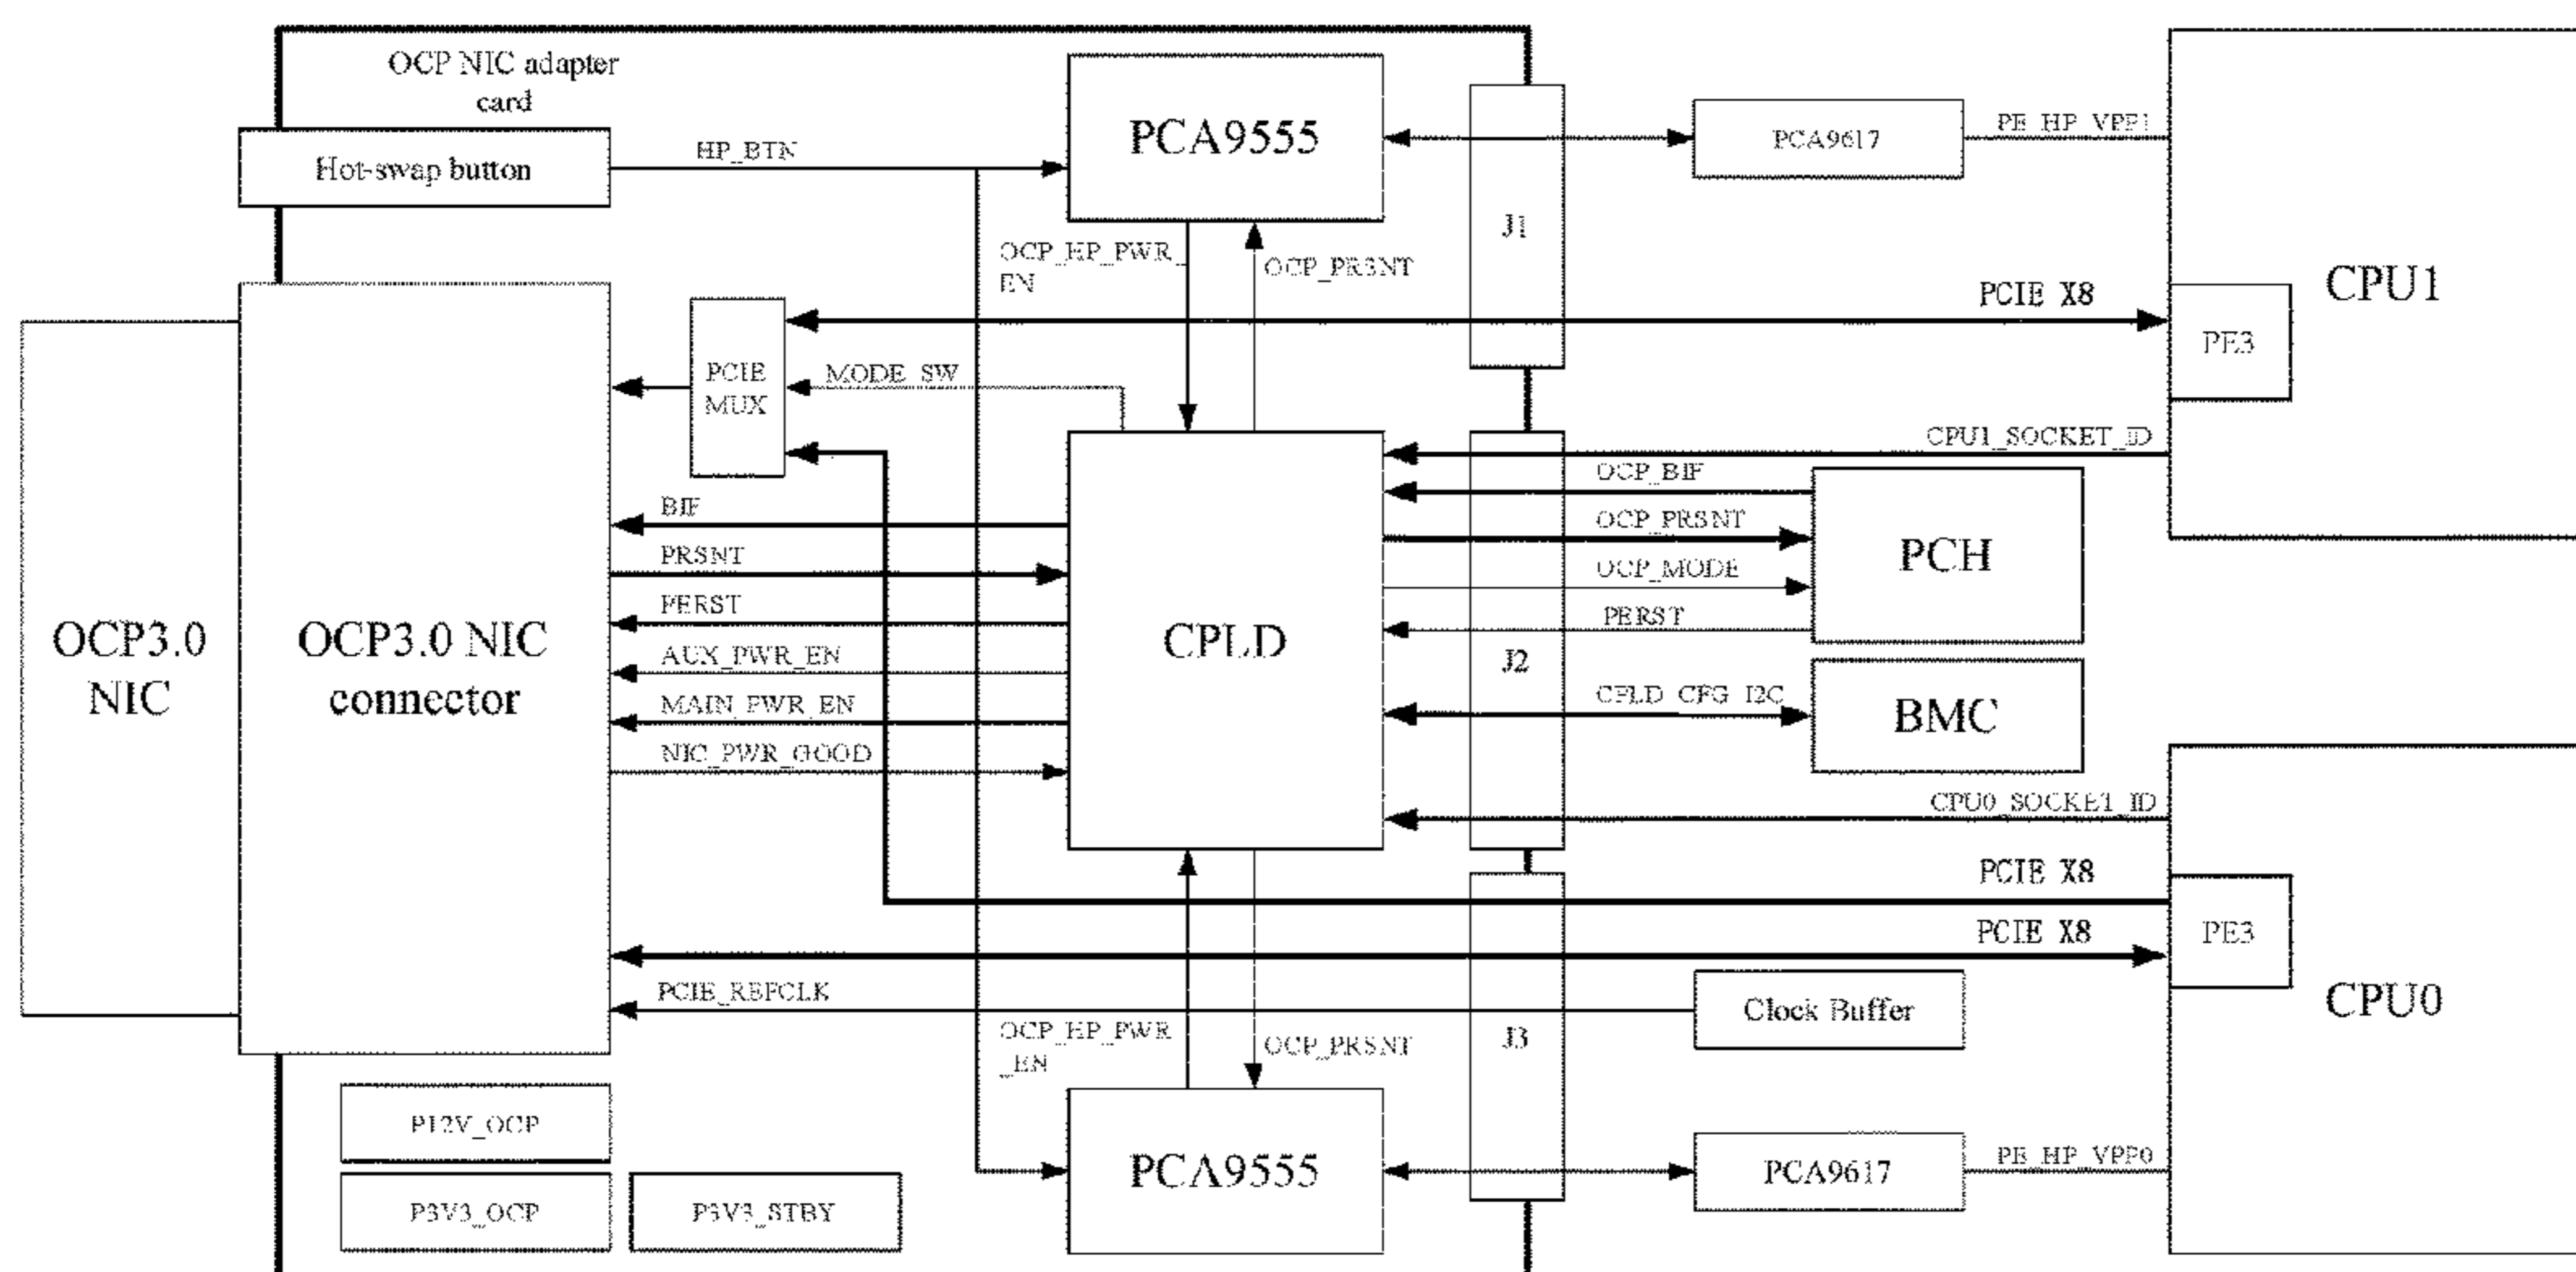 OCP NIC adapter
card
Hot-swap button
HP_BTN
PCA9555
PCA9617
PE_HP_VPP1
J1
CPU1
OCP_HP_PWR_
EN
OCP_PRSNT
PCIE X8
PE3
PCIE
MUX
MODE_SW
CPU1_SOCKET_ID
OCP_BIF
BIF
OCP_PRSNT
PRSNT
PCH
OCP_MODE
PERST
PERST
OCP3.0
NIC
OCP3.0 NIC
connector
CPLD
J2
AUX_PWR_EN
MAIN_PWR_EN
CPLD_CFG_I2C
BMC
NIC_PWR_GOOD
CPU0_SOCKET_ID
PCIE X8
PCIE X8
PE3
PCIE_REFCLK
Clock Buffer
CPU0
OCP_HP_PWR
_EN
OCP_PRSNT
J3
P12V_OCP
PCA9555
PCA9617
PE_HP_VPP0
P3V3_OCP
P3V3_STBY